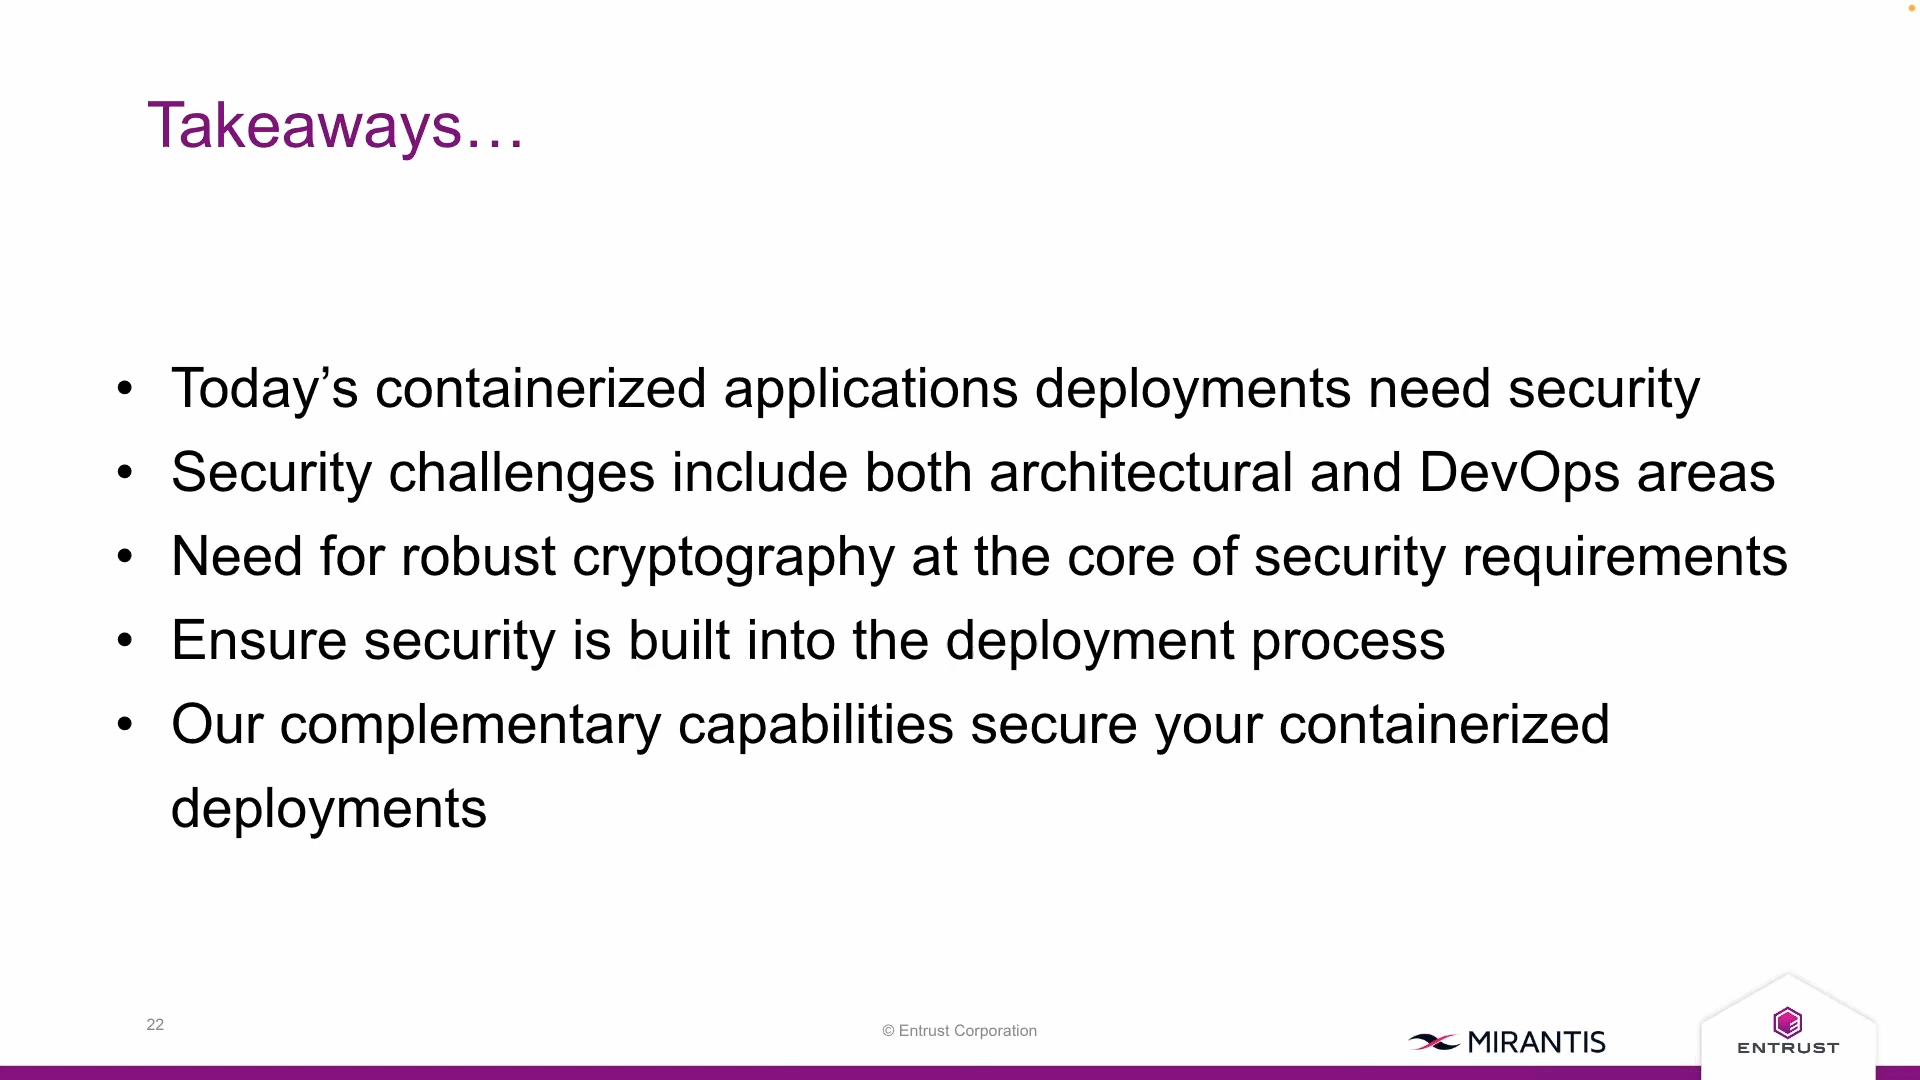 Takeaways…
• Today’s containerized applications deployments need security
• Security challenges include both architectural and DevOps areas
• Need for robust cryptography at the core of security requirements
• Ensure security is built into the deployment process
• Our complementary capabilities secure your containerized
deployments
22
© Entrust Corporation
MIRANTIS
ENTRUST